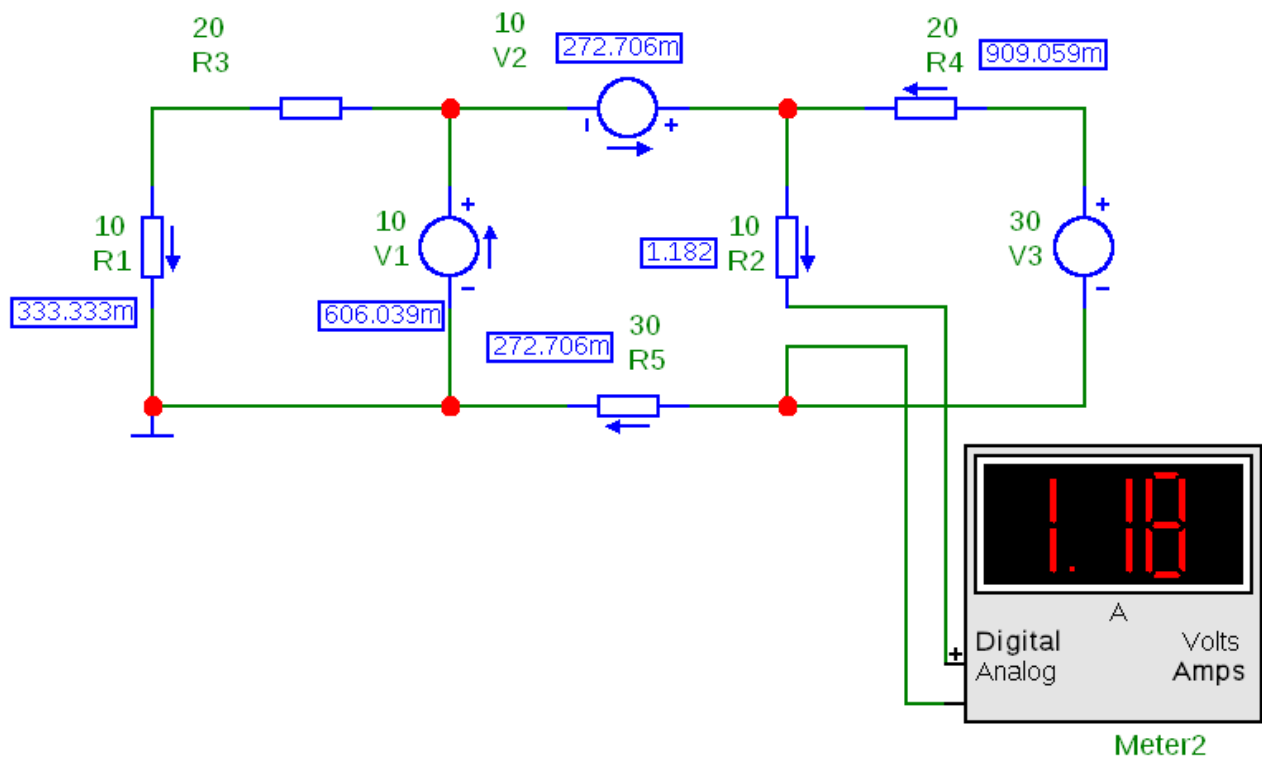 20
R3
10
V2
272.706m
20
R4
909.059m
10
R1
333.333m
10
V1
606.039m
10
R2
1.182
30
V3
30
R5
272.706m
1.18
A
Digital
Analog
Volts
Amps
Meter2